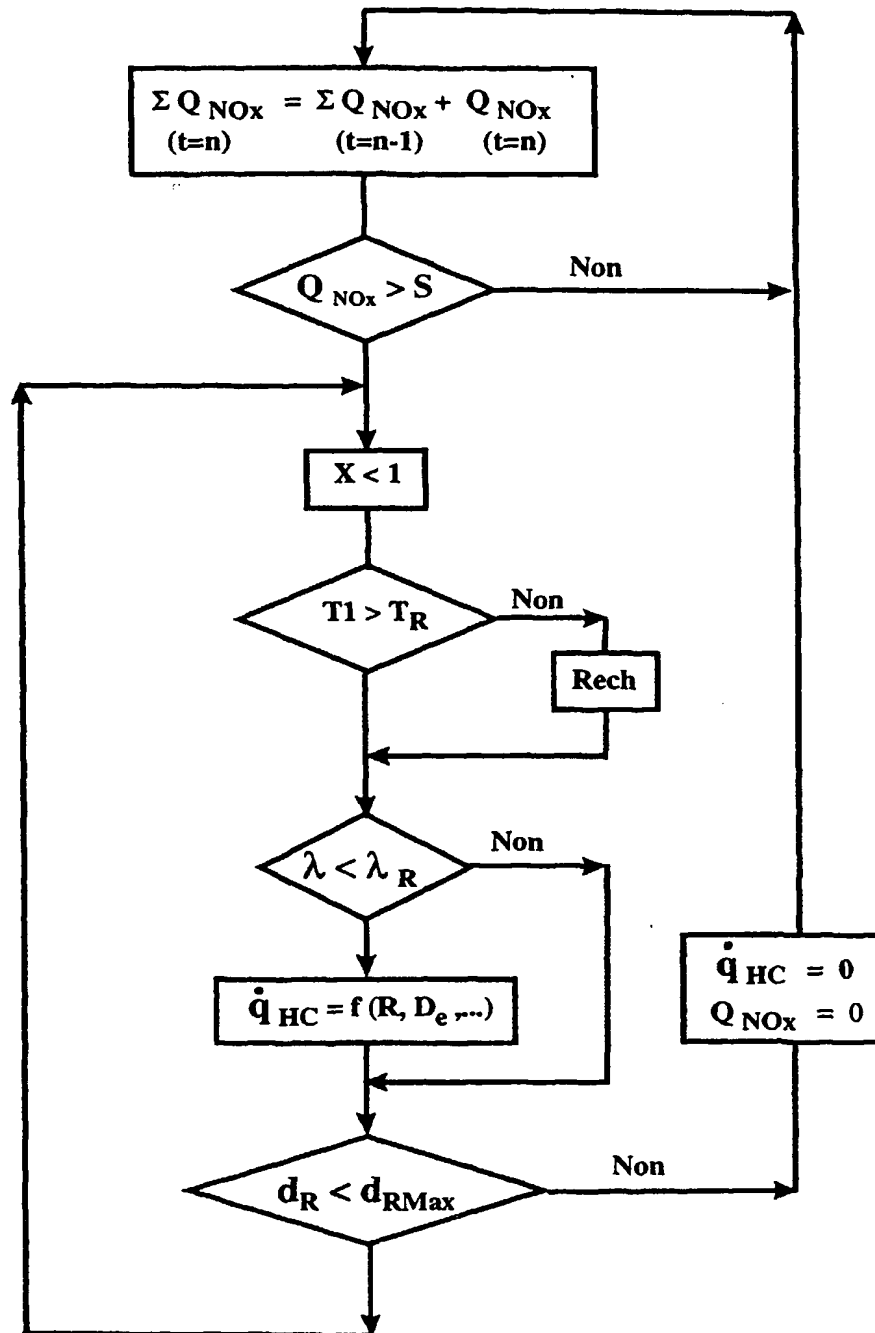 Σ Q NOx = Σ Q NOx + Q NOx
(t=n) (t=n-1) (t=n)
Q NOx > S
Non
X < 1
T1 > TR
Non
Rech
λ < λ R
Non
q̇ HC = f (R, De ,...)
q̇ HC = 0
Q NOx = 0
dR < dRMax
Non